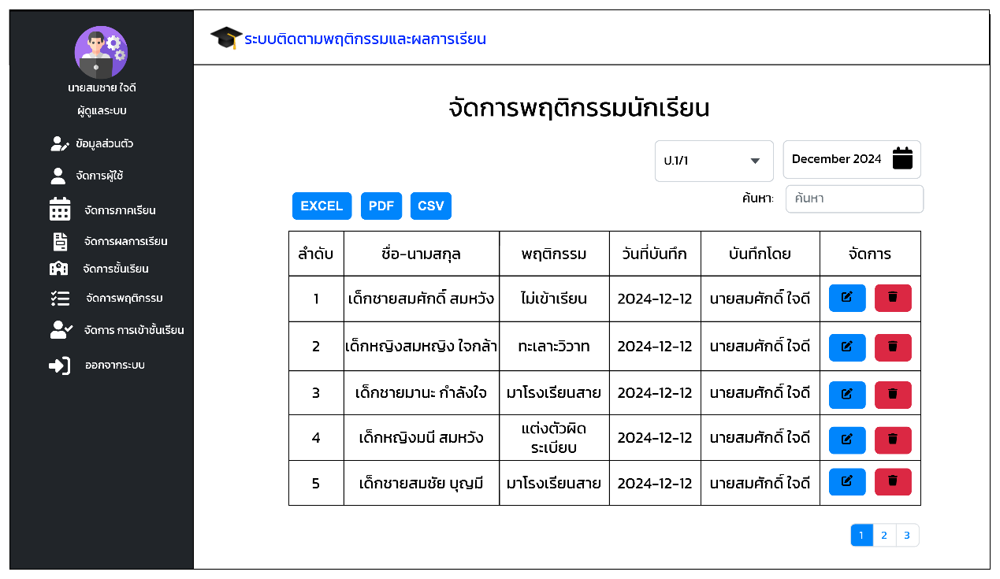 นายสมชาย ใจดี
ผู้ดูแลระบบ
ข้อมูลส่วนตัว
จัดการผู้ใช้
จัดการภาคเรียน
จัดการผลการเรียน
จัดการชั้นเรียน
จัดการพฤติกรรม
จัดการ การเข้าชั้นเรียน
ออกจากระบบ
ระบบติดตามพฤติกรรมและผลการเรียน
จัดการพฤติกรรมนักเรียน
ป.1/1 December 2024
EXCEL PDF CSV ค้นหา: ค้นหา
ลำดับ ชื่อ-นามสกุล พฤติกรรม วันที่บันทึก บันทึกโดย จัดการ
1 เด็กชายสมศักดิ์ สมหวัง ไม่เข้าเรียน 2024-12-12 นายสมศักดิ์ ใจดี
2 เด็กหญิงสมหญิง ใจกล้า ทะเลาะวิวาท 2024-12-12 นายสมศักดิ์ ใจดี
3 เด็กชายมานะ กำลังใจ มาโรงเรียนสาย 2024-12-12 นายสมศักดิ์ ใจดี
4 เด็กหญิงมนี สมหวัง แต่งตัวผิด
ระเบียบ 2024-12-12 นายสมศักดิ์ ใจดี
5 เด็กชายสมชัย บุญมี มาโรงเรียนสาย 2024-12-12 นายสมศักดิ์ ใจดี
1 2 3